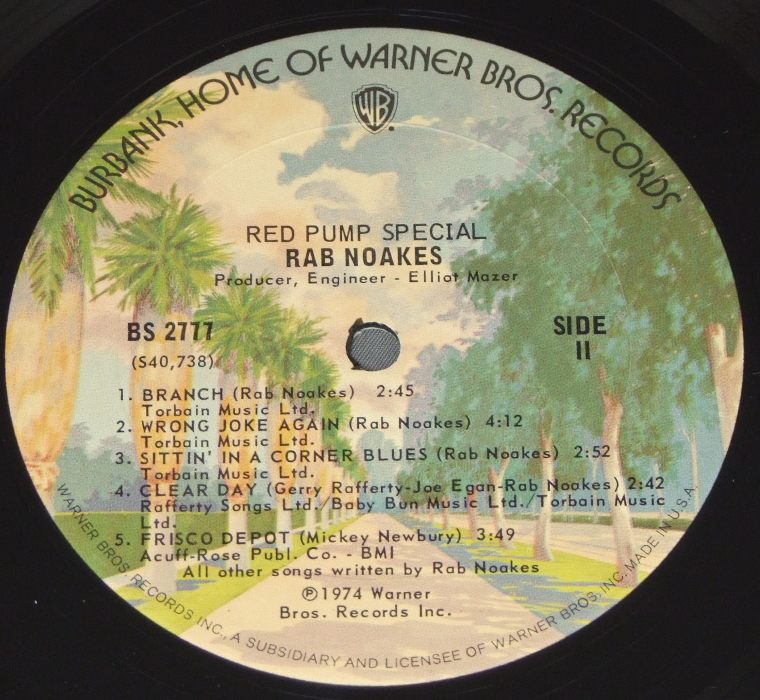 BURBANK, HOME OF WARNER BROS. RECORDS
WB
RED PUMP SPECIAL
RAB NOAKES
Producer, Engineer - Elliot Mazer
BS 2777
(S40,738)
SIDE
II
1. BRANCH (Rab Noakes) 2:45
Torbain Music Ltd.
2. WRONG JOKE AGAIN (Rab Noakes) 4:12
Torbain Music Ltd.
3. SITTIN' IN A CORNER BLUES (Rab Noakes) 2:52
Torbain Music Ltd.
4. CLEAR DAY (Gerry Rafferty-Joe Egan-Rab Noakes) 2:42
Rafferty Songs Ltd./Baby Bun Music Ltd./Torbain Music
Ltd.
5. FRISCO DEPOT (Mickey Newbury) 3:49
Acuff-Rose Publ. Co. - BMI
All other songs written by Rab Noakes
℗1974 Warner
Bros. Records Inc.
WARNER BROS. RECORDS INC., A SUBSIDIARY AND LICENSEE OF WARNER BROS. INC. MADE IN U.S.A.